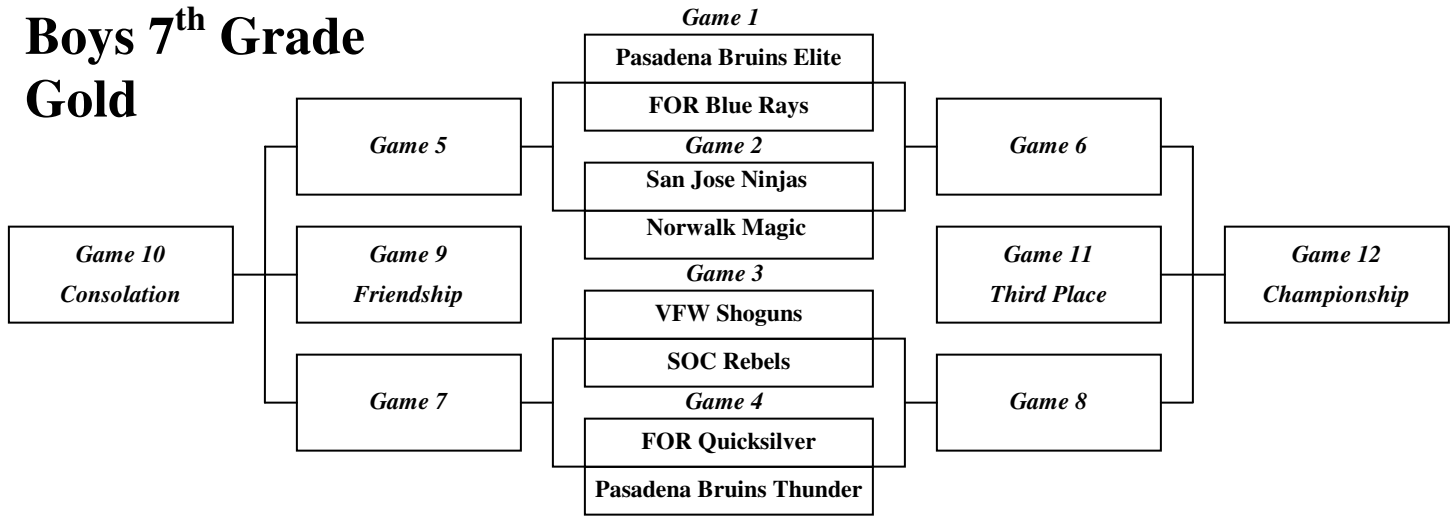 Boys 7th Grade
Gold
Game 1
Pasadena Bruins Elite
FOR Blue Rays
Game 5
Game 2
Game 6
San Jose Ninjas
Norwalk Magic
Game 10
Consolation
Game 9
Friendship
Game 11
Third Place
Game 12
Championship
Game 3
VFW Shoguns
SOC Rebels
Game 7
Game 4
Game 8
FOR Quicksilver
Pasadena Bruins Thunder